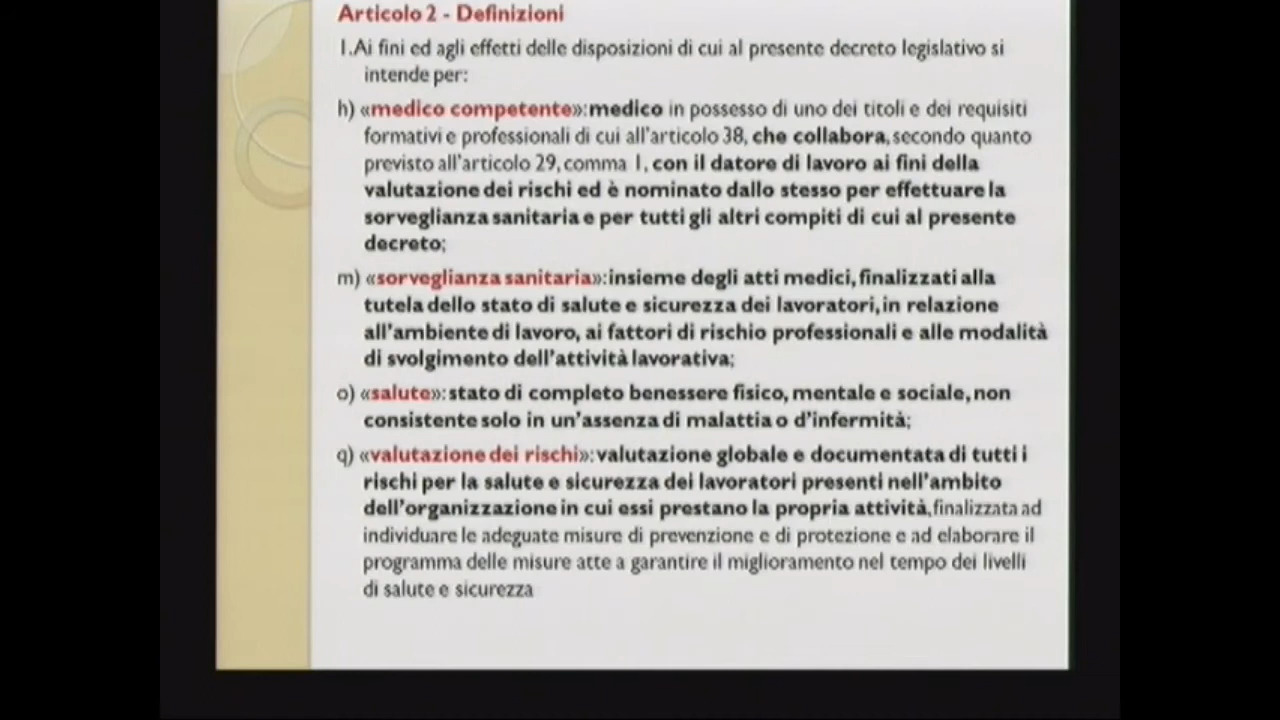 Articolo 2 - Definizioni
1.Ai fini ed agli effetti delle disposizioni di cui al presente decreto legislativo si
intende per:
h) «medico competente»: medico in possesso di uno dei titoli e dei requisiti
formativi e professionali di cui all'articolo 38, che collabora, secondo quanto
previsto all'articolo 29, comma 1, con il datore di lavoro ai fini della
valutazione dei rischi ed è nominato dallo stesso per effettuare la
sorveglianza sanitaria e per tutti gli altri compiti di cui al presente
decreto;
m) «sorveglianza sanitaria»: insieme degli atti medici, finalizzati alla
tutela dello stato di salute e sicurezza dei lavoratori, in relazione
all'ambiente di lavoro, ai fattori di rischio professionali e alle modalità
di svolgimento dell'attività lavorativa;
o) «salute»: stato di completo benessere fisico, mentale e sociale, non
consistente solo in un'assenza di malattia o d'infermità;
q) «valutazione dei rischi»: valutazione globale e documentata di tutti i
rischi per la salute e sicurezza dei lavoratori presenti nell'ambito
dell'organizzazione in cui essi prestano la propria attività, finalizzata ad
individuare le adeguate misure di prevenzione e di protezione e ad elaborare il
programma delle misure atte a garantire il miglioramento nel tempo dei livelli
di salute e sicurezza